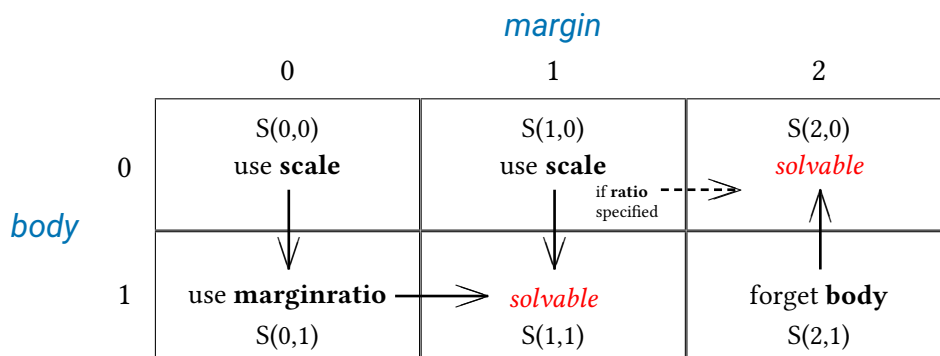 margin
0 1 2
S(0,0) S(1,0) S(2,0)
0 use scale use scale solvable
if ratio
specified
body
1 use marginratio solvable forget body
S(0,1) S(1,1) S(2,1)